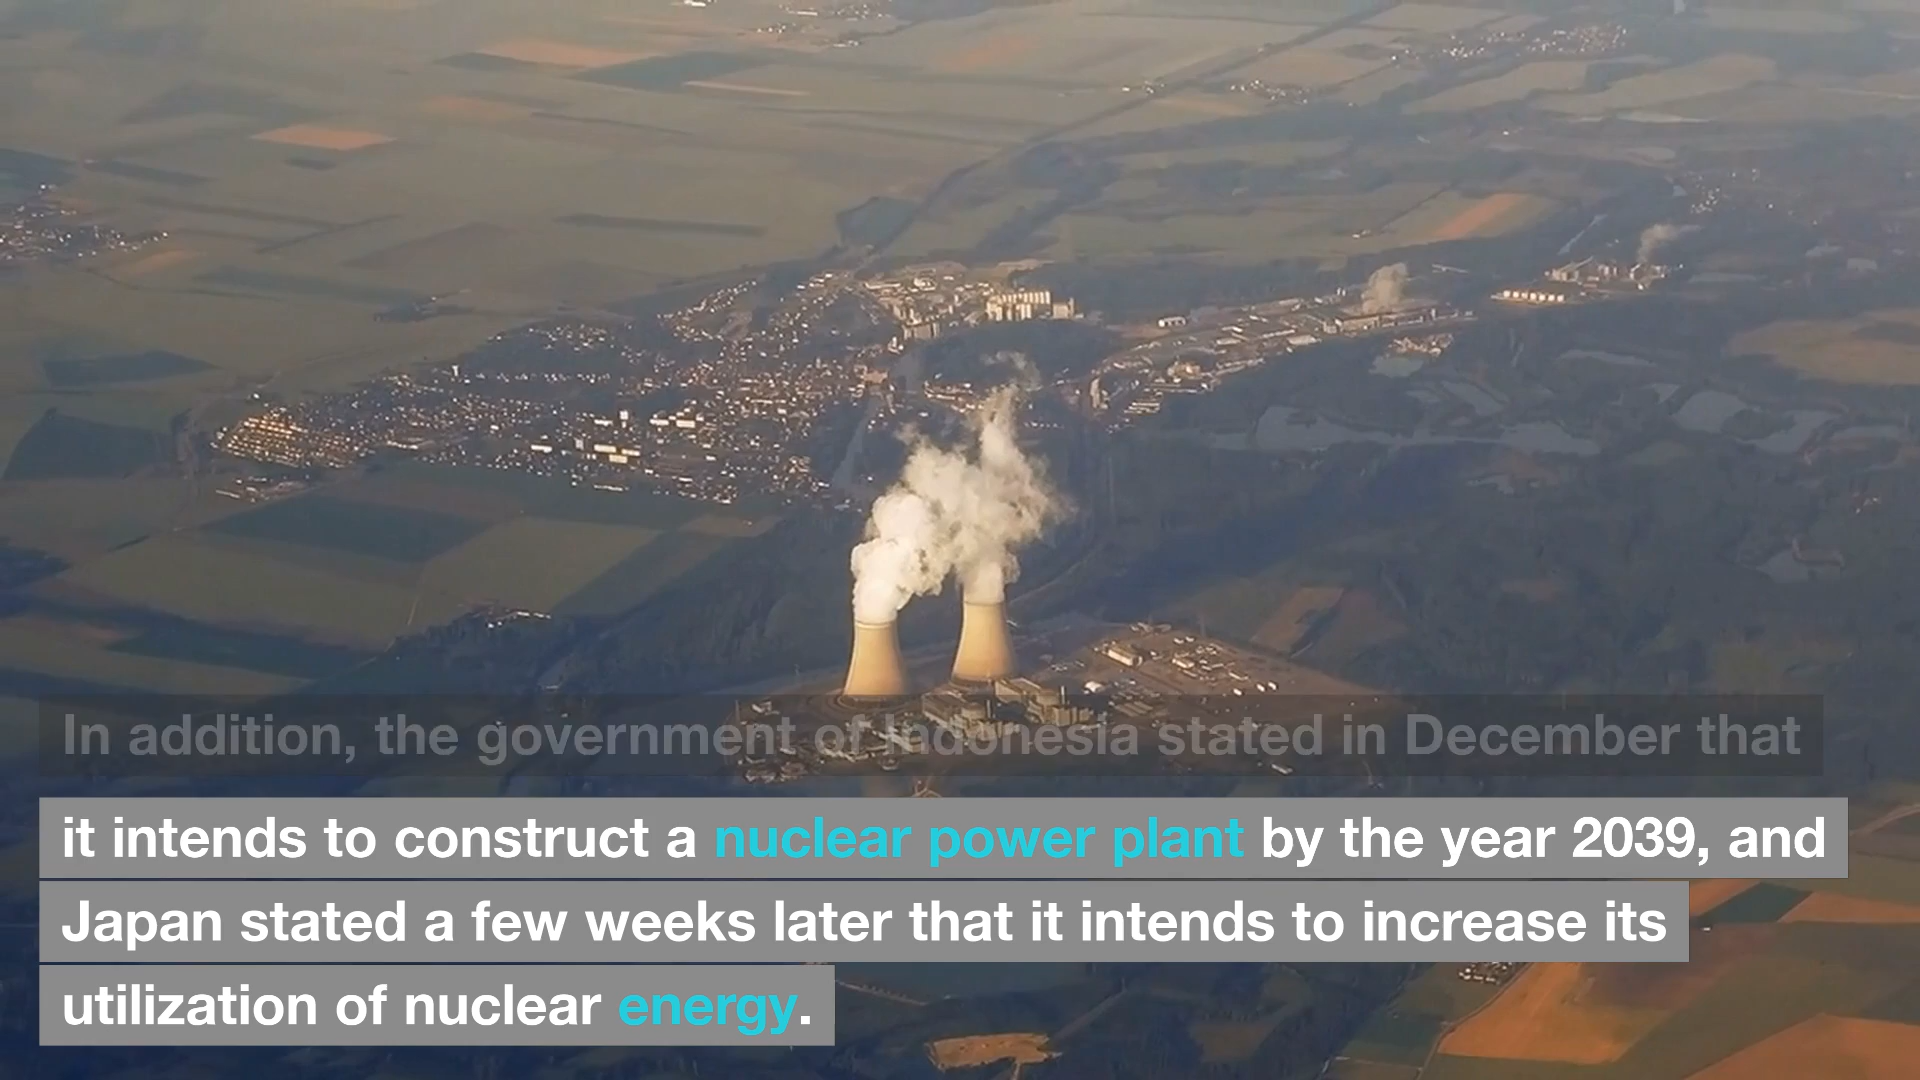 In addition, the government of Indonesia stated in December that
it intends to construct a nuclear power plant by the year 2039, and
Japan stated a few weeks later that it intends to increase its
utilization of nuclear energy.